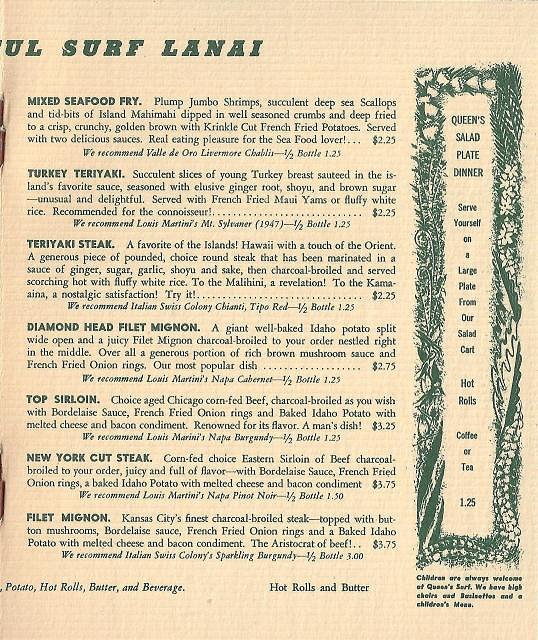 UL SURF LANAI
MIXED SEAFOOD FRY. Plump Jumbo Shrimps, succulent deep sea Scallops
and tid-bits of Island Mahimahi dipped in well seasoned crumbs and deep fried
to a crisp, crunchy, golden brown with Krinkle Cut French Fried Potatoes. Served
with two delicious sauces. Real eating pleasure for the Sea Food lover!... $2.25
We recommend Valle de Oro Livermore Chablis—½ Bottle 1.25
TURKEY TERIYAKI. Succulent slices of young Turkey breast sauteed in the is-
land's favorite sauce, seasoned with elusive ginger root, shoyu, and brown sugar
—unusual and delightful. Served with French Fried Maui Yams or fluffy white
rice. Recommended for the connoisseur!........................... $2.25
We recommend Louis Martini's Mt. Sylvaner (1947)—½ Bottle 1.25
TERIYAKI STEAK. A favorite of the Islands! Hawaii with a touch of the Orient.
A generous piece of pounded, choice round steak that has been marinated in a
sauce of ginger, sugar, garlic, shoyu and sake, then charcoal-broiled and served
scorching hot with fluffy white rice. To the Malihini, a revelation! To the Kama-
aina, a nostalgic satisfaction! Try it!.............................. $2.25
We recommend Italian Swiss Colony Chianti, Tipo Red—½ Bottle 1.25
DIAMOND HEAD FILET MIGNON. A giant well-baked Idaho potato split
wide open and a juicy Filet Mignon charcoal-broiled to your order nestled right
in the middle. Over all a generous portion of rich brown mushroom sauce and
French Fried Onion rings. Our most popular dish .................. $2.75
We recommend Louis Martini's Napa Cabernet—½ Bottle 1.25
TOP SIRLOIN. Choice aged Chicago corn-fed Beef, charcoal-broiled as you wish
with Bordelaise Sauce, French Fried Onion rings and Baked Idaho Potato with
melted cheese and bacon condiment. Renowned for its flavor. A man's dish! $3.25
We recommend Louis Marini's Napa Burgundy—½ Bottle 1.25
NEW YORK CUT STEAK. Corn-fed choice Eastern Sirloin of Beef charcoal-
broiled to your order, juicy and full of flavor—with Bordelaise Sauce, French Fried
Onion rings, a baked Idaho Potato with melted cheese and bacon condiment $3.75
We recommend Louis Martini's Napa Pinot Noir—½ Bottle 1.50
FILET MIGNON. Kansas City's finest charcoal-broiled steak—topped with but-
ton mushrooms, Bordelaise sauce, French Fried Onion rings and a Baked Idaho
Potato with melted cheese and bacon condiment. The Aristocrat of beef!.. $3.75
We recommend Italian Swiss Colony's Sparkling Burgundy—½ Bottle 3.00
, Potato, Hot Rolls, Butter, and Beverage.
Hot Rolls and Butter
QUEEN'S
SALAD
PLATE
DINNER
Serve
Yourself
on
a
Large
Plate
From
Our
Salad
Cart
Hot
Rolls
Coffee
or
Tea
1.25
Children are always welcome
at Queen's Surf. We have high
chairs and Bassinettes and a
children's Menu.